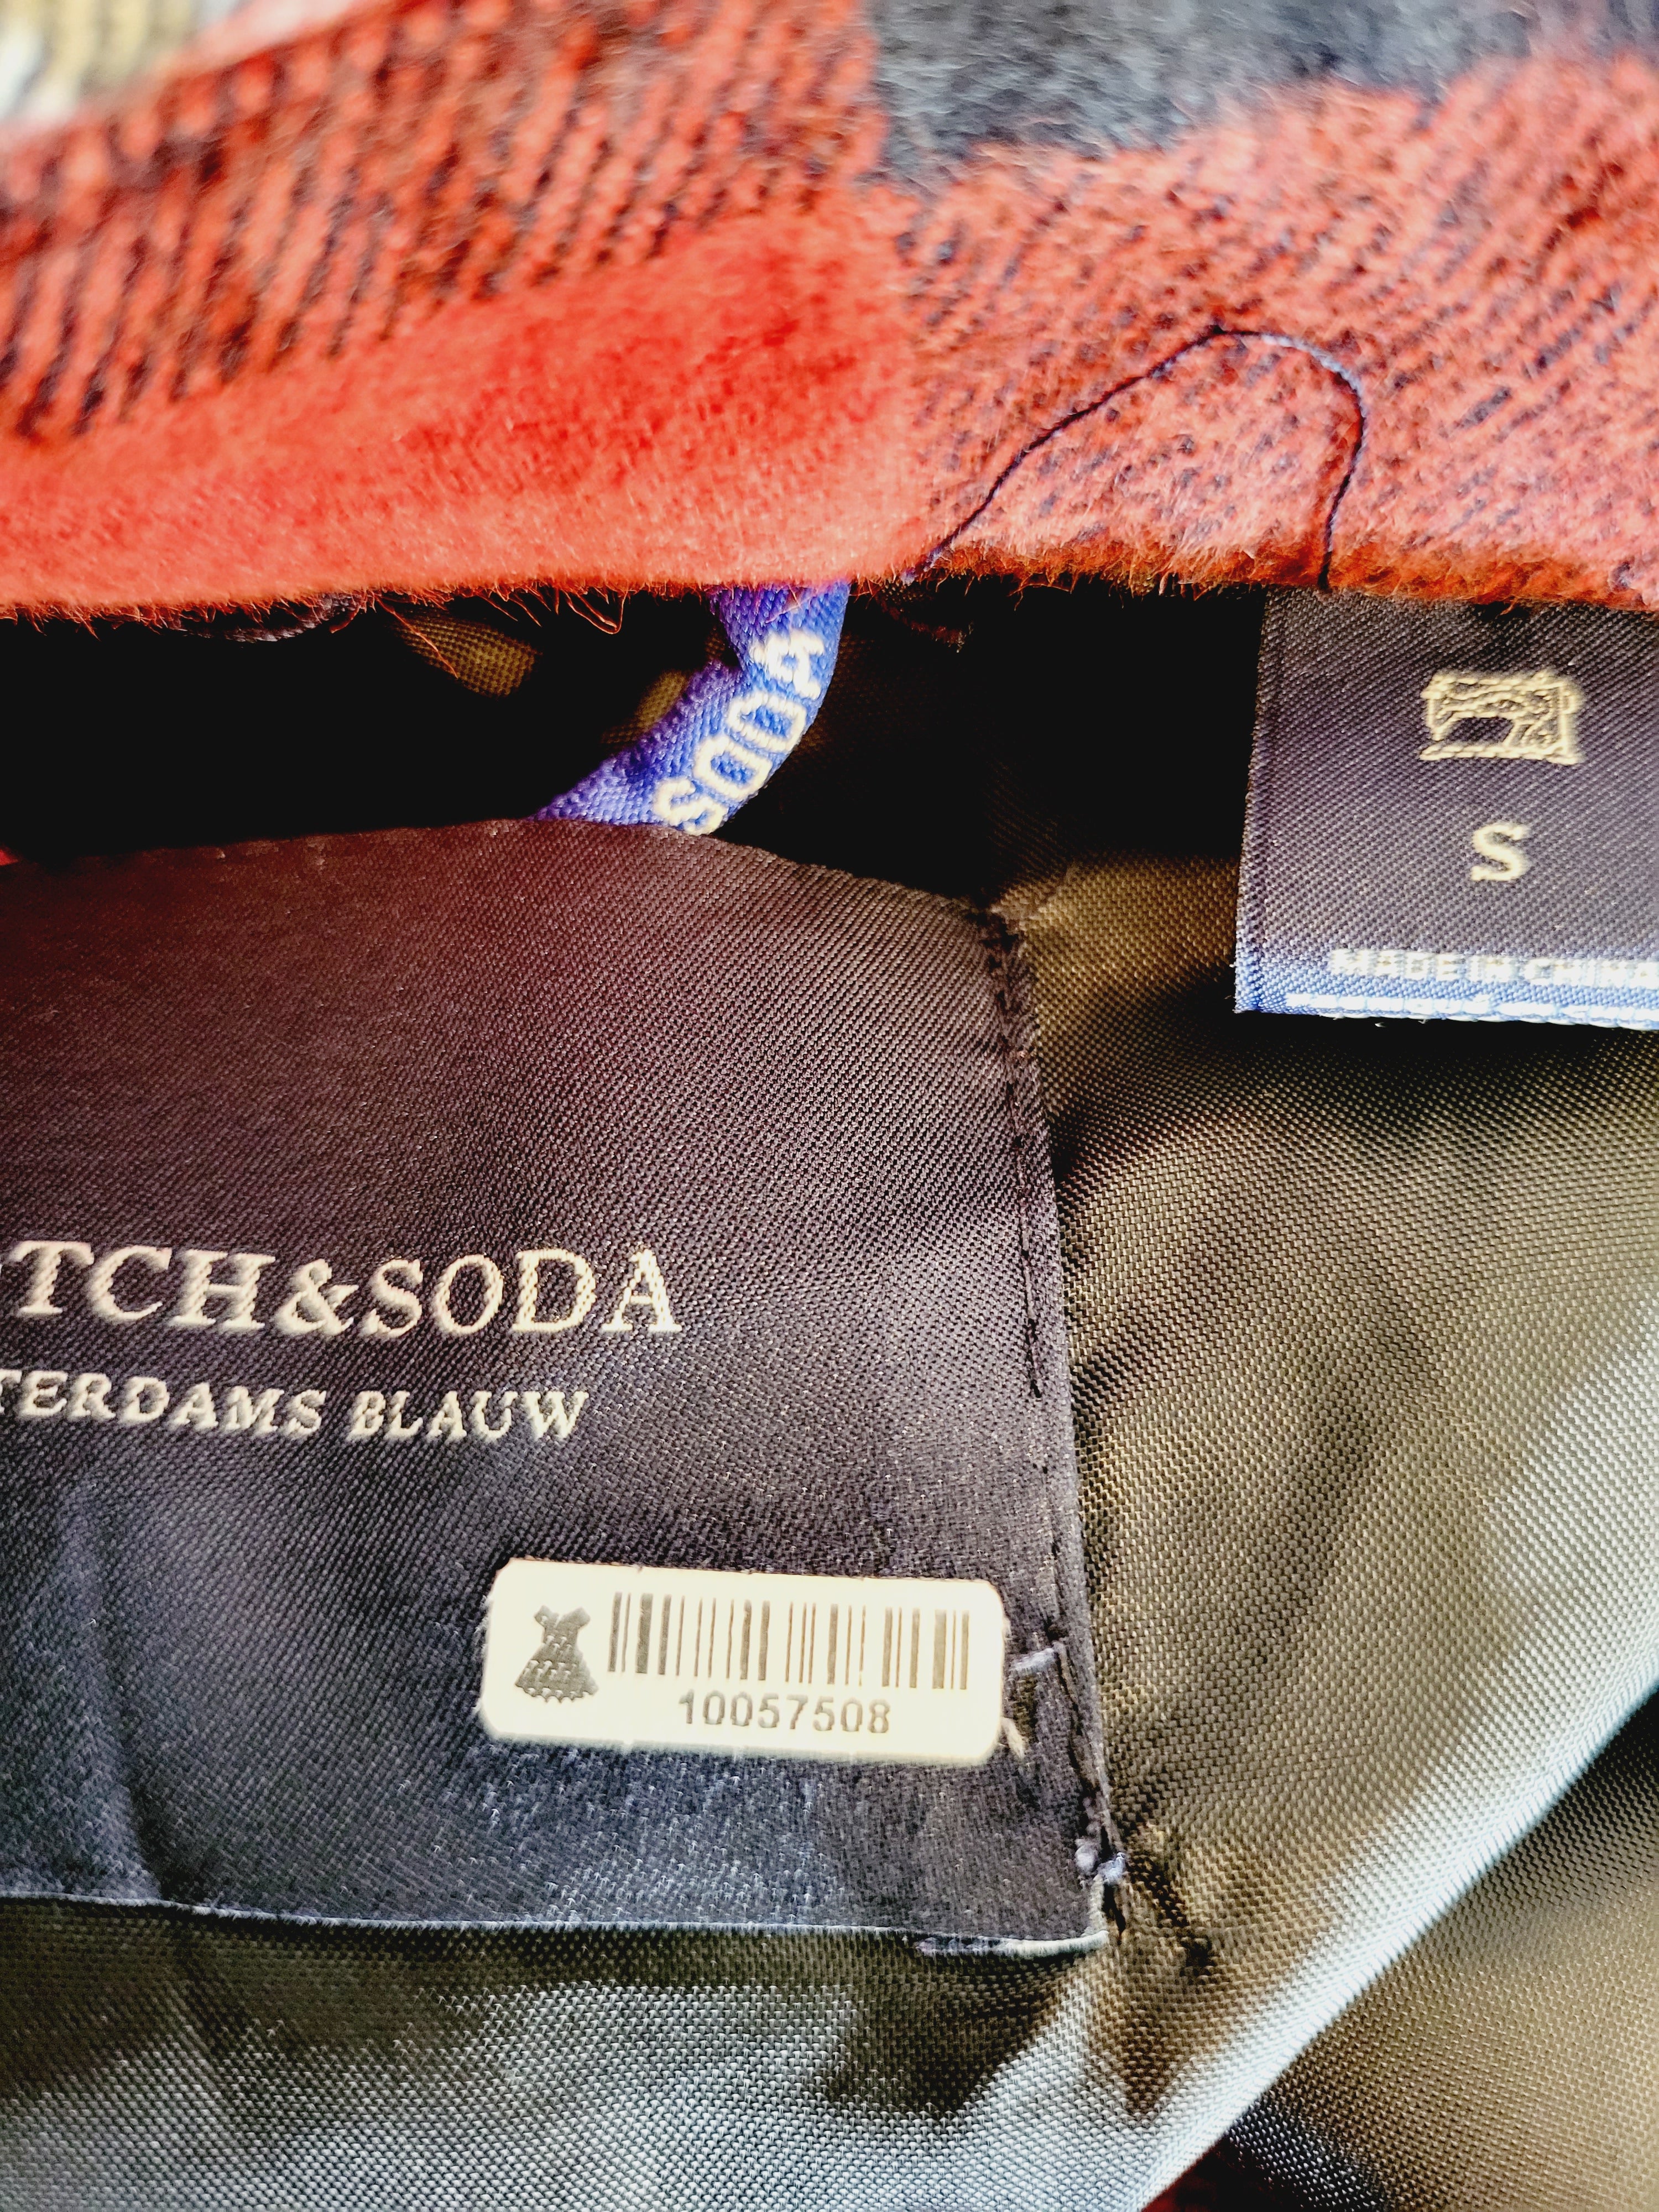 SODA
S
MADE IN CHINA
TCH&SODA
TERDAMS BLAUW
10057508